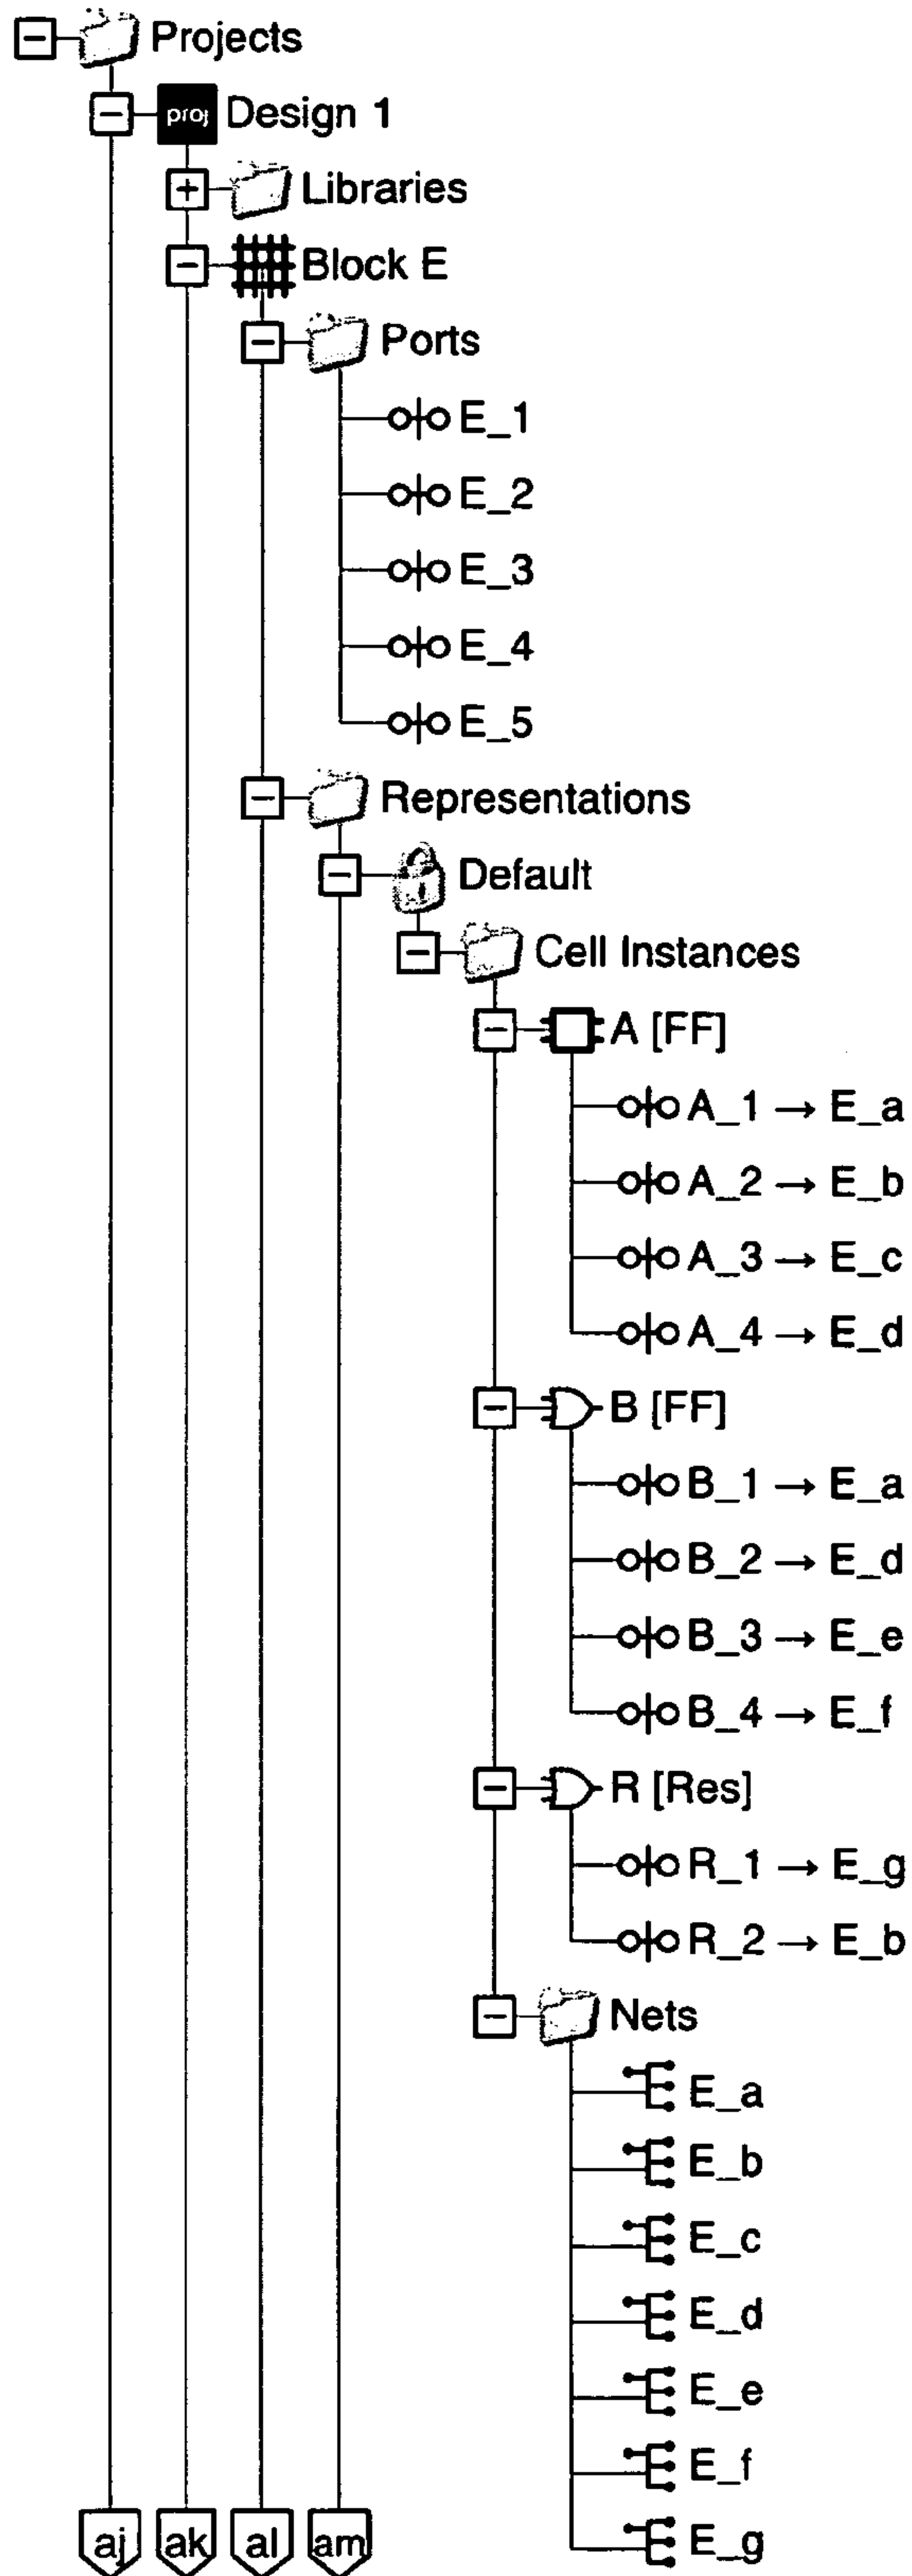 Projects
proj Design 1
Libraries
Block E
Ports
E_1
E_2
E_3
E_4
E_5
Representations
Default
Cell Instances
A [FF]
A_1 → E_a
A_2 → E_b
A_3 → E_c
A_4 → E_d
B [FF]
B_1 → E_a
B_2 → E_d
B_3 → E_e
B_4 → E_f
R [Res]
R_1 → E_g
R_2 → E_b
Nets
E_a
E_b
E_c
E_d
E_e
E_f
E_g
aj ak al am